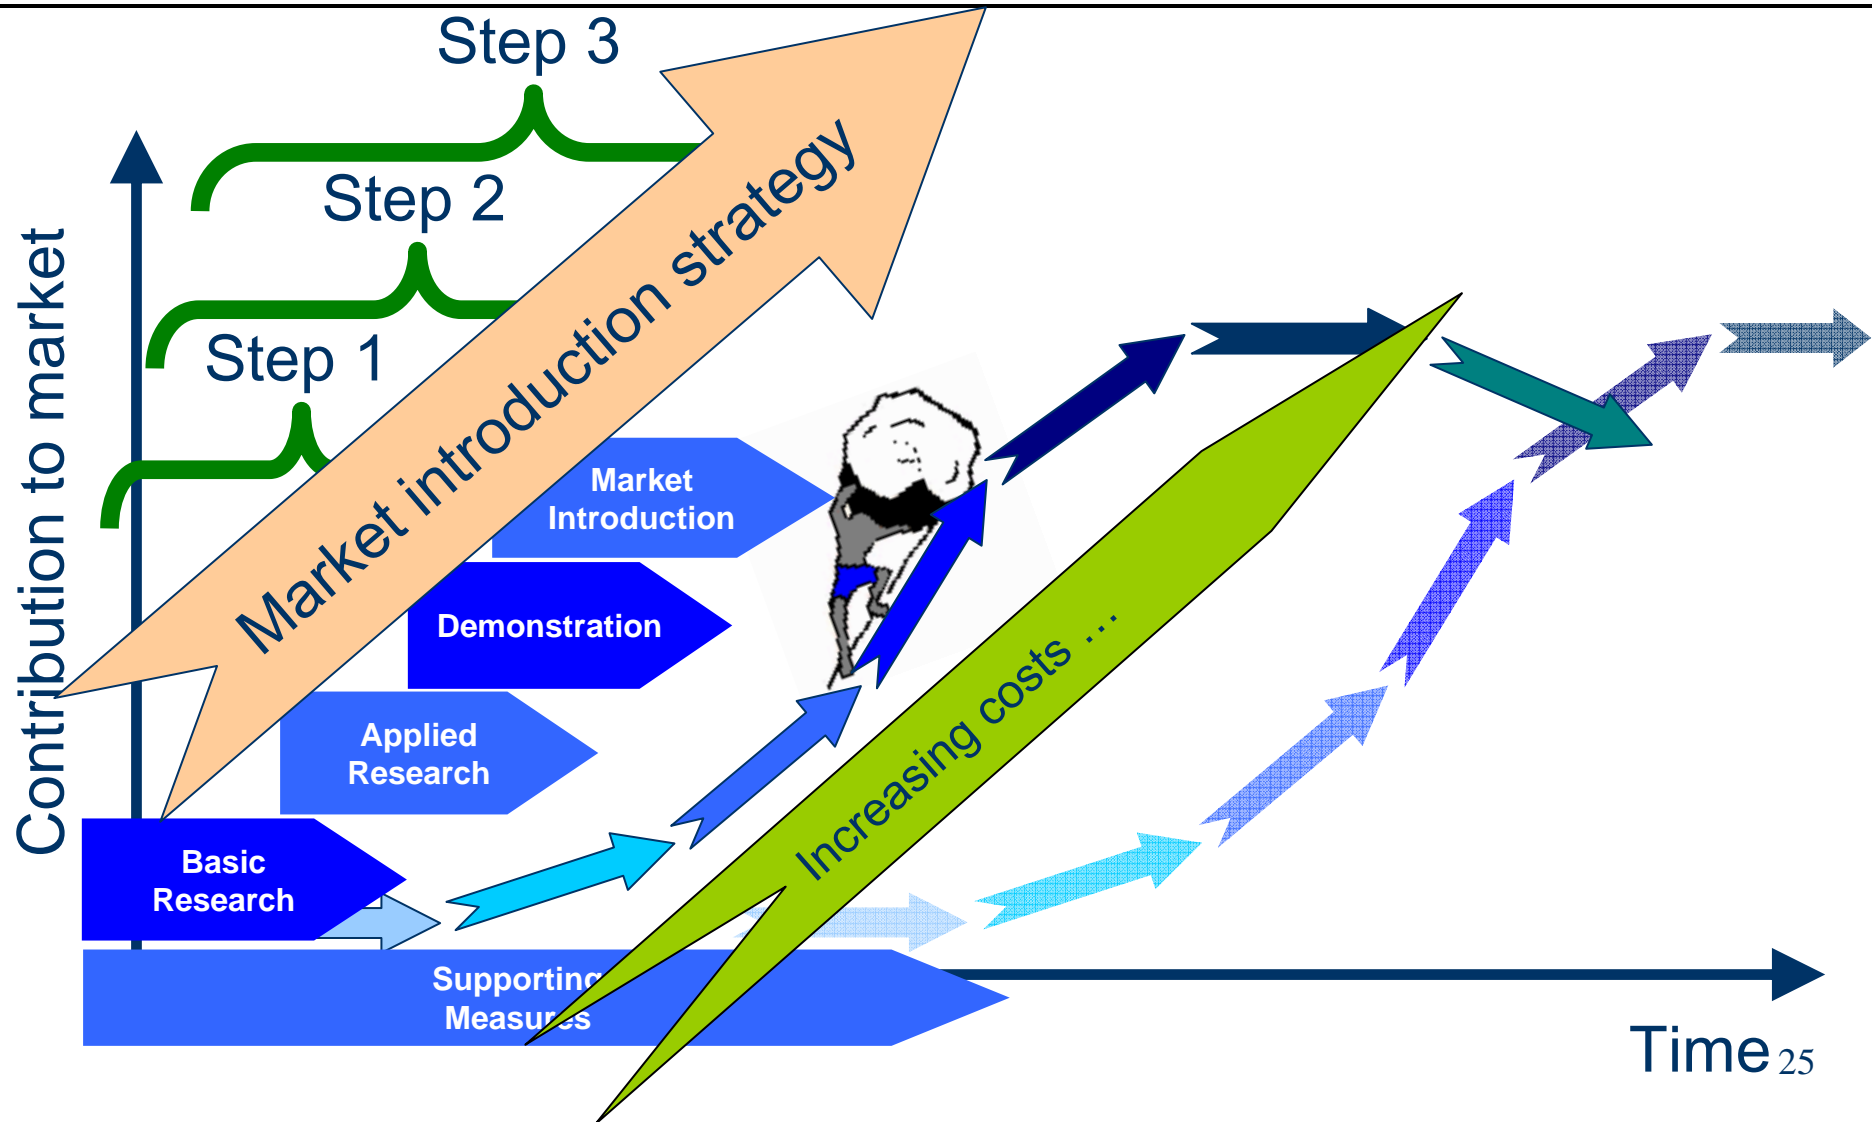 Step 3
Step 2
Step 1
Contribution to market
Market introduction strategy
Market
Introduction
Demonstration
Applied
Research
Basic
Research
Supporting
Measures
Increasing costs …
Time
25